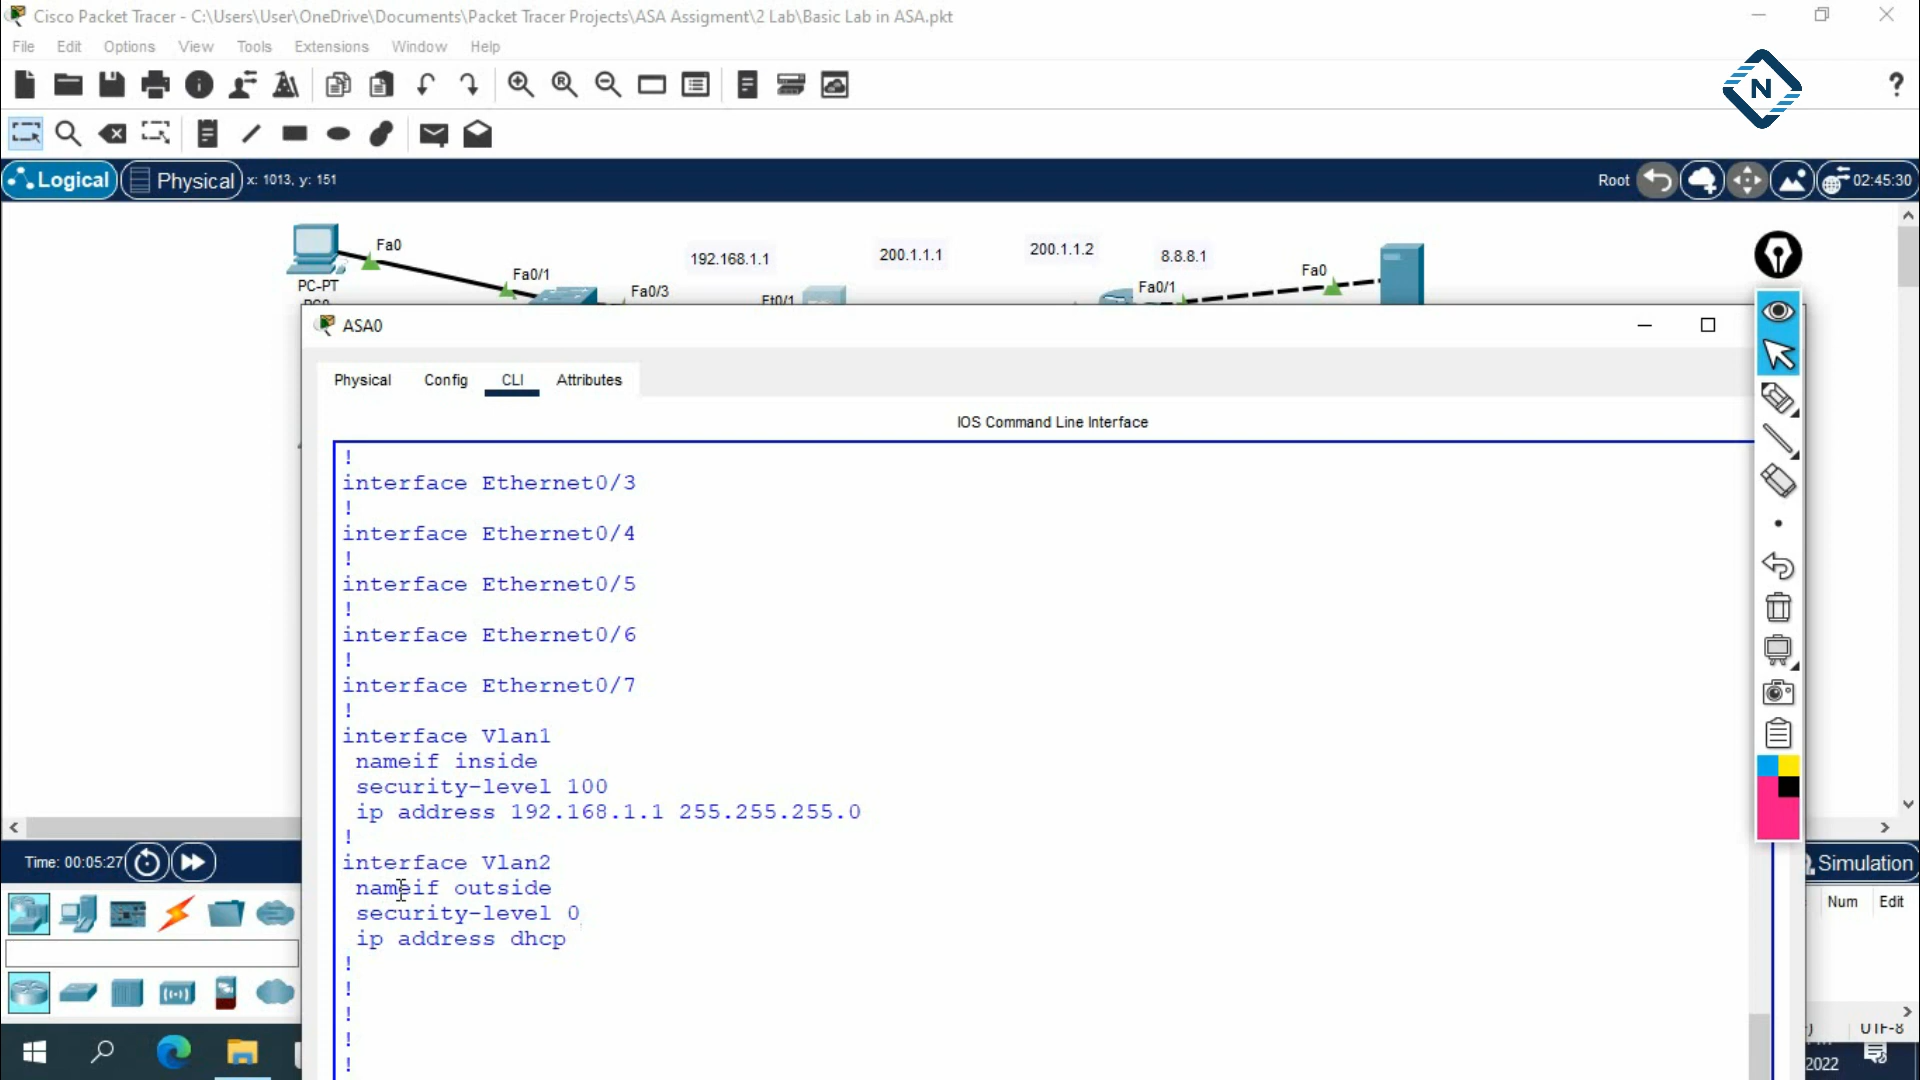 Cisco Packet Tracer - C:\Users\User\OneDrive\Documents\Packet Tracer Projects\ASA Assigment\2 Lab\Basic Lab in ASA.pkt
File Edit Options View Tools Extensions Window Help
N
?
Logical Physical x: 1013, y: 151 Root 02:45:30
Fa0
PC-PT
Fa0/1
Fa0/3
192.168.1.1
Et0/1
200.1.1.1
200.1.1.2
8.8.8.1
Fa0/1
Fa0
ASA0
Physical Config CLI Attributes
IOS Command Line Interface
!
interface Ethernet0/3
!
interface Ethernet0/4
!
interface Ethernet0/5
!
interface Ethernet0/6
!
interface Ethernet0/7
!
interface Vlan1
nameif inside
security-level 100
ip address 192.168.1.1 255.255.255.0
!
interface Vlan2
nameif outside
security-level 0
ip address dhcp
!
!
!
!
!
Time: 00:05:27
Simulation
Num Edit
UTF-8
2022